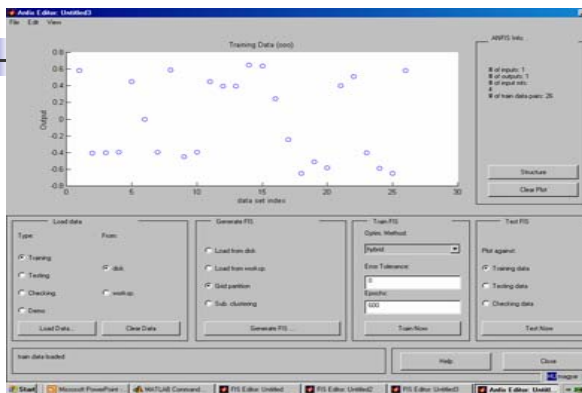 Anfis Editor: Untitled3
File Edit View
Training Data (ooo)
0.8
0.6
0.4
0.2
0
-0.2
-0.4
-0.6
-0.8
Output
0 5 10 15 20 25 30
data set index
ANFIS Info.
# of inputs: 1
# of outputs: 1
# of input mfs:
# of train data pairs: 26
Structure
Clear Plot
Load data
Type:
From:
Training
Testing
Checking
Demo
disk
worksp.
Load Data...
Clear Data
Generate FIS
Load from disk
Load from worksp.
Grid partition
Sub. clustering
Generate FIS ...
Train FIS
Optim. Method:
hybrid
Error Tolerance:
0
Epochs:
600
Train Now
Test FIS
Plot against:
Training data
Testing data
Checking data
Test Now
train data loaded
Help
Close
magyar
Start
Microsoft PowerPoint - 
MATLAB Command...
FIS Editor: Untitled
FIS Editor: Untitled2
FIS Editor: Untitled3
Anfis Editor: Untitl...